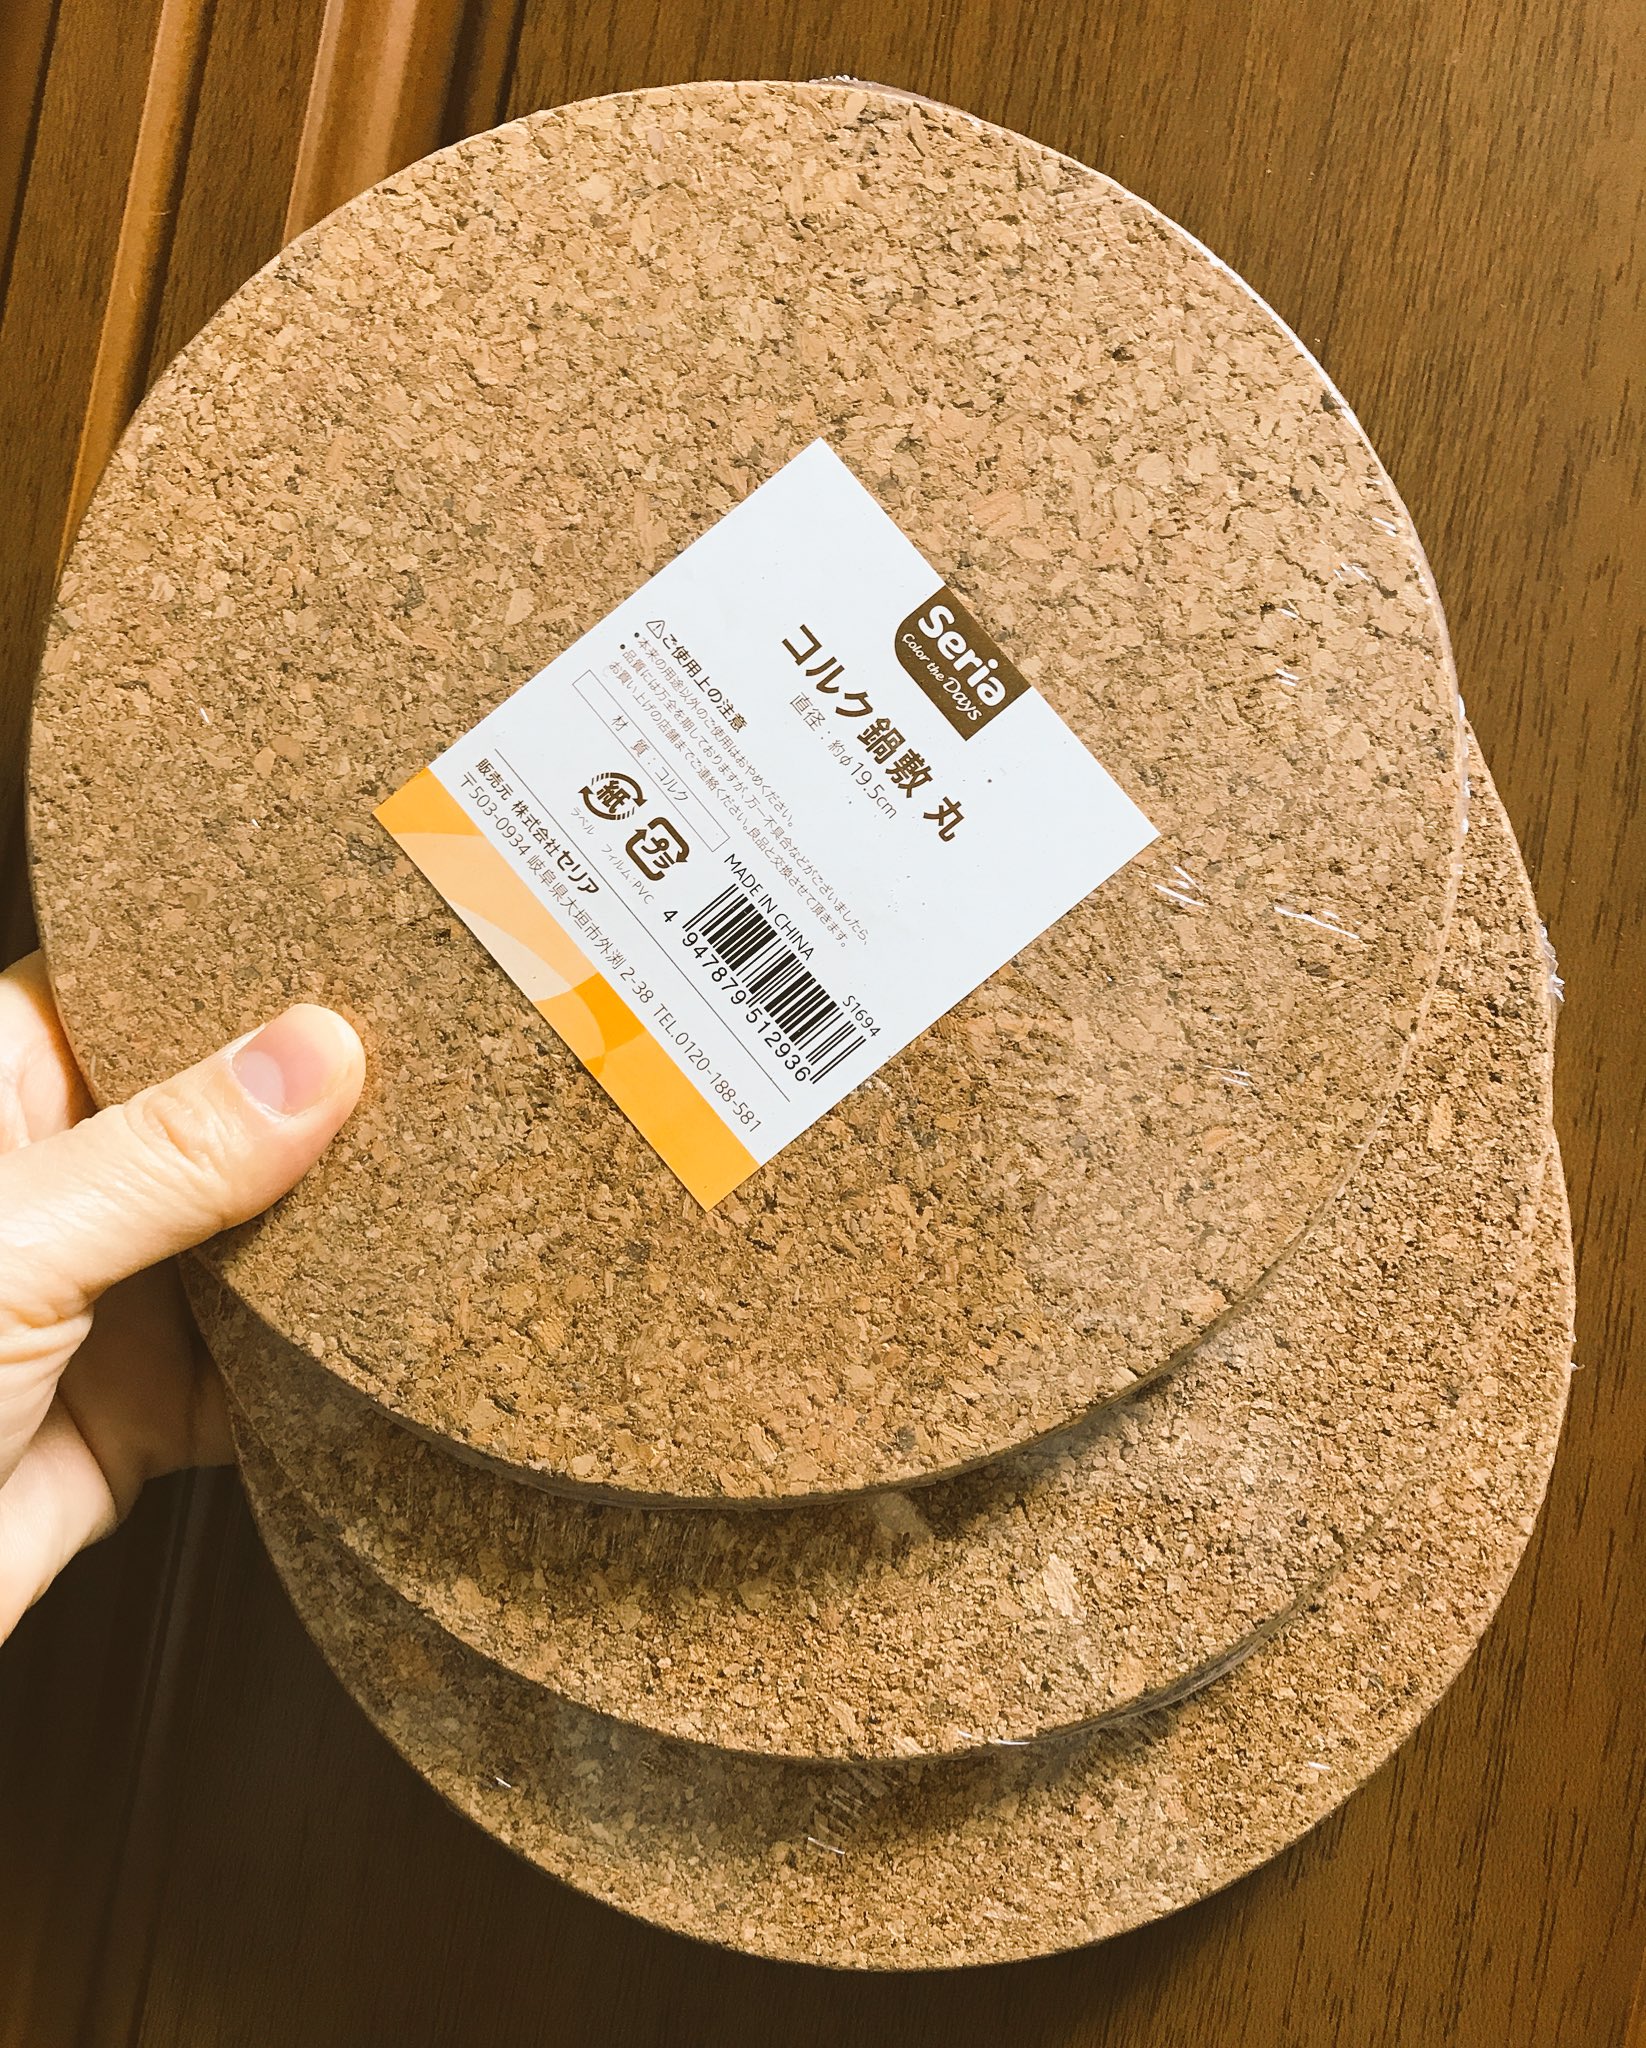 Seria
Color the Days
コルク鍋敷 丸
直径：約φ19.5cm
⚠ご使用上の注意
•本来の用途以外のご使用はおやめください。
•品質には万全を期しておりますが、万一不具合などがございましたら、
お買い上げの店舗までご連絡ください。良品と交換させて頂きます。
材 質：コルク
紙
ラベル
プラ
フィルム：PVC
MADE IN CHINA
S1694
4 947879 512936
販売元 株式会社セリア
〒503-0934 岐阜県大垣市外渕 2-38 TEL.0120-188-581